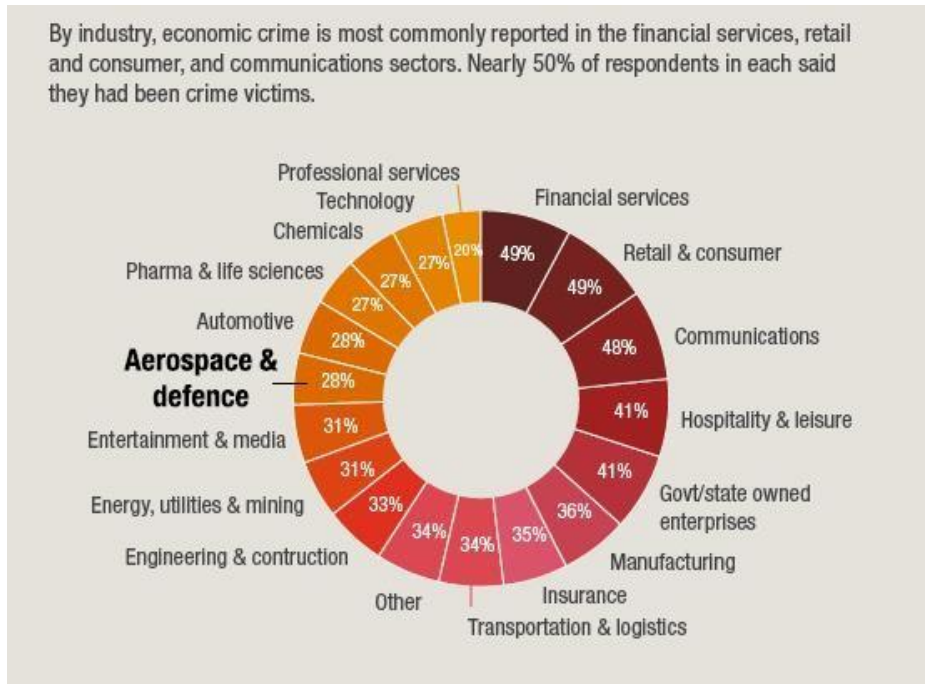 By industry, economic crime is most commonly reported in the financial services, retail
and consumer, and communications sectors. Nearly 50% of respondents in each said
they had been crime victims.
Professional services
Technology
Chemicals
Pharma & life sciences
Automotive
Aerospace &
defence
Entertainment & media
Energy, utilities & mining
Engineering & contruction
Other
Transportation & logistics
Insurance
Manufacturing
Govt/state owned
enterprises
Hospitality & leisure
Communications
Retail & consumer
Financial services
20%
27%
27%
27%
28%
28%
31%
31%
33%
34%
34%
35%
36%
41%
41%
48%
49%
49%